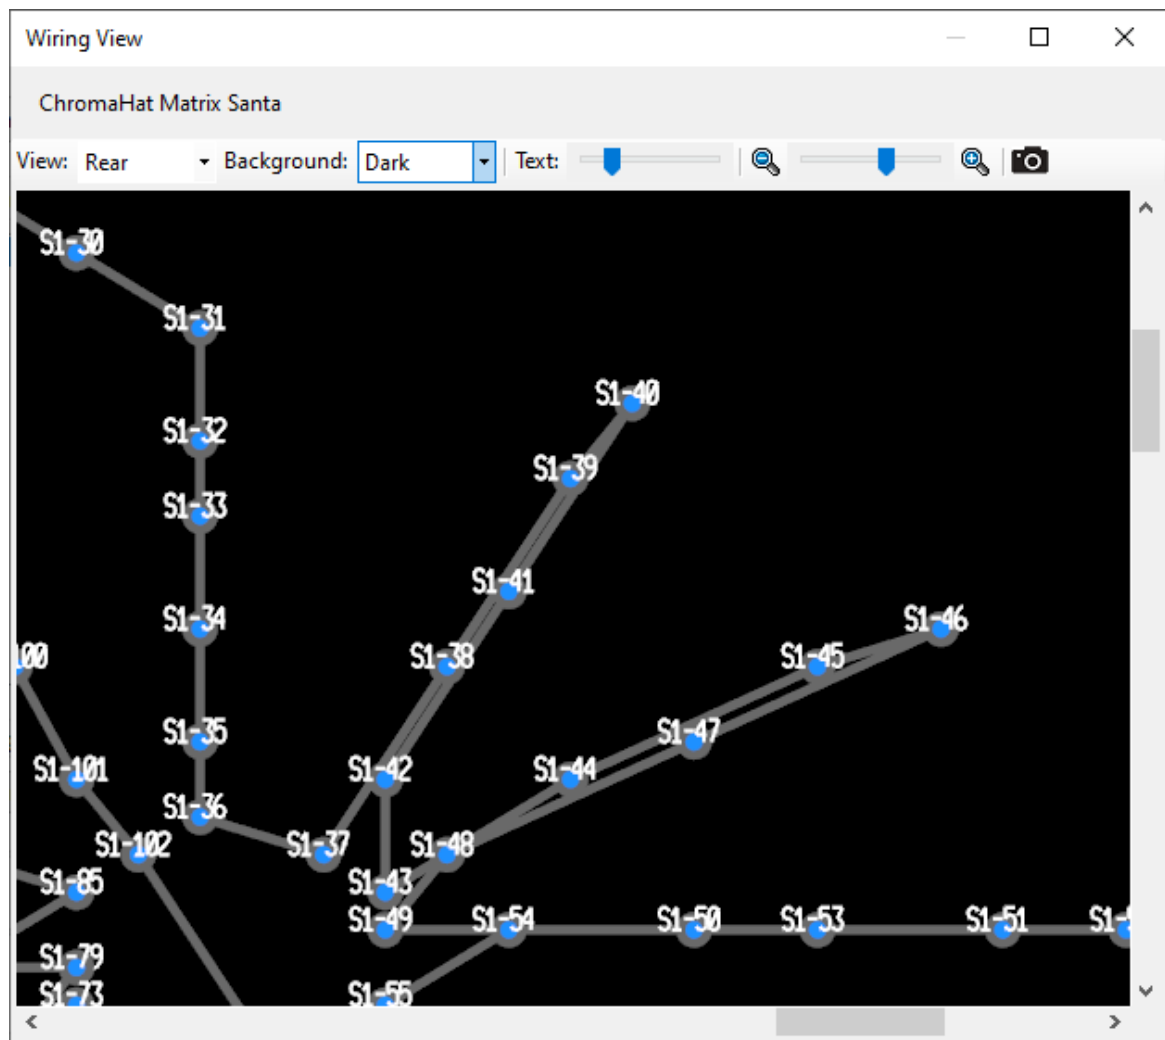 Wiring View
ChromaHat Matrix Santa
View: Rear Background: Dark Text:
S1-30
S1-31
S1-40
S1-32
S1-39
S1-33
S1-41
S1-34 S1-46
100 S1-38 S1-45
S1-35 S1-47
S1-101 S1-42 S1-44
S1-36
S1-102 S1-37 S1-48
S1-85 S1-43
S1-49 S1-54 S1-50 S1-53 S1-51
S1-79
S1-73 S1-55